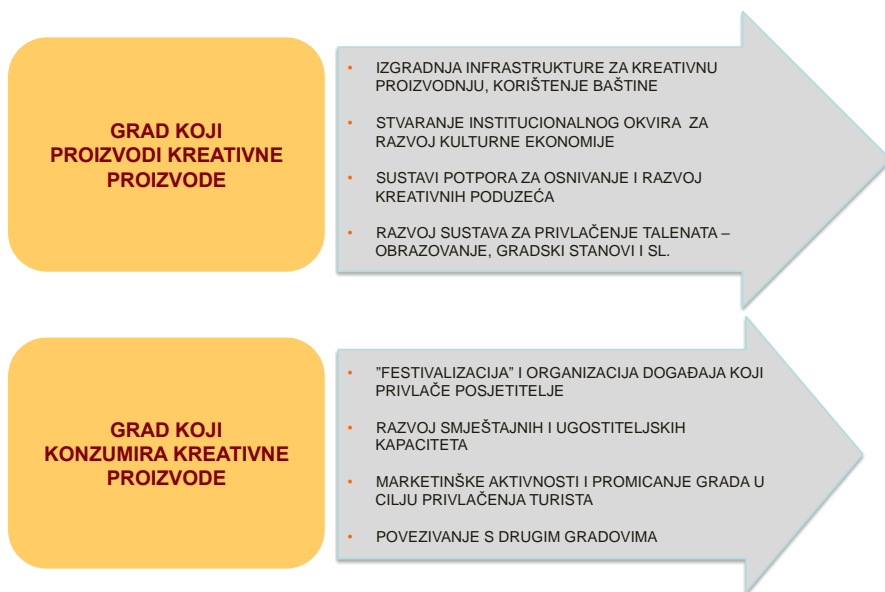 GRAD KOJI
PROIZVODI KREATIVNE
PROIZVODE
• IZGRADNJA INFRASTRUKTURE ZA KREATIVNU
PROIZVODNJU, KORIŠTENJE BAŠTINE
• STVARANJE INSTITUCIONALNOG OKVIRA ZA
RAZVOJ KULTURNE EKONOMIJE
• SUSTAVI POTPORA ZA OSNIVANJE I RAZVOJ
KREATIVNIH PODUZEĆA
• RAZVOJ SUSTAVA ZA PRIVLAČENJE TALENATA –
OBRAZOVANJE, GRADSKI STANOVI I SL.
GRAD KOJI
KONZUMIRA KREATIVNE
PROIZVODE
• "FESTIVALIZACIJA" I ORGANIZACIJA DOGAĐAJA KOJI
PRIVLAČE POSJETITELJE
• RAZVOJ SMJEŠTAJNIH I UGOSTITELJSKIH
KAPACITETA
• MARKETINŠKE AKTIVNOSTI I PROMICANJE GRADA U
CILJU PRIVLAČENJA TURISTA
• POVEZIVANJE S DRUGIM GRADOVIMA